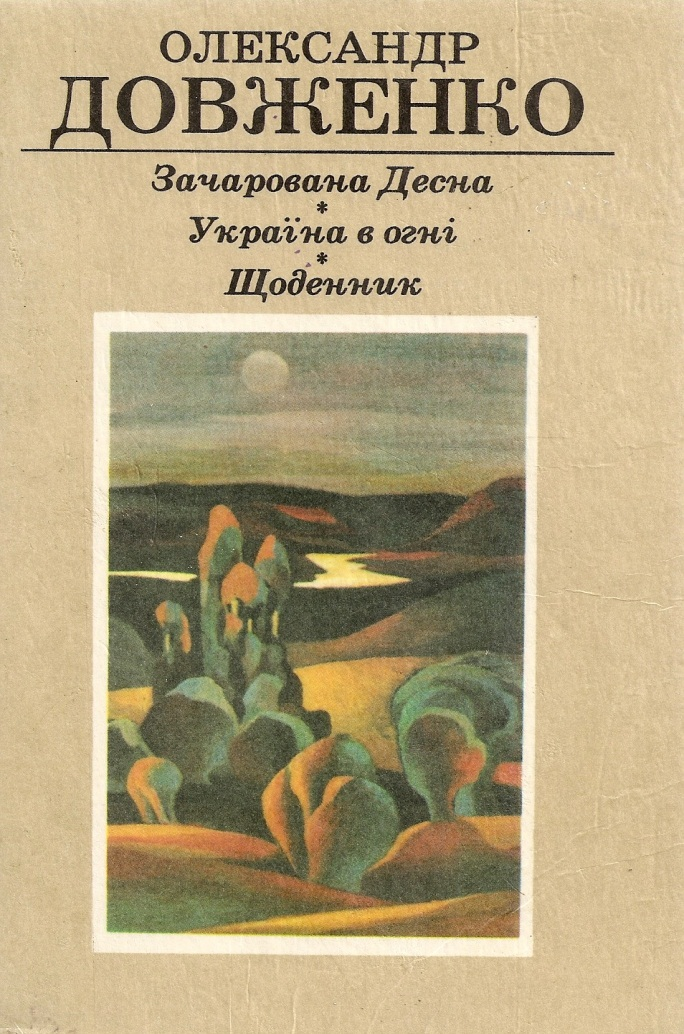 ОЛЕКСАНДР
ДОВЖЕНКО
Зачарована Десна
*
Україна в огні
*
Щоденник